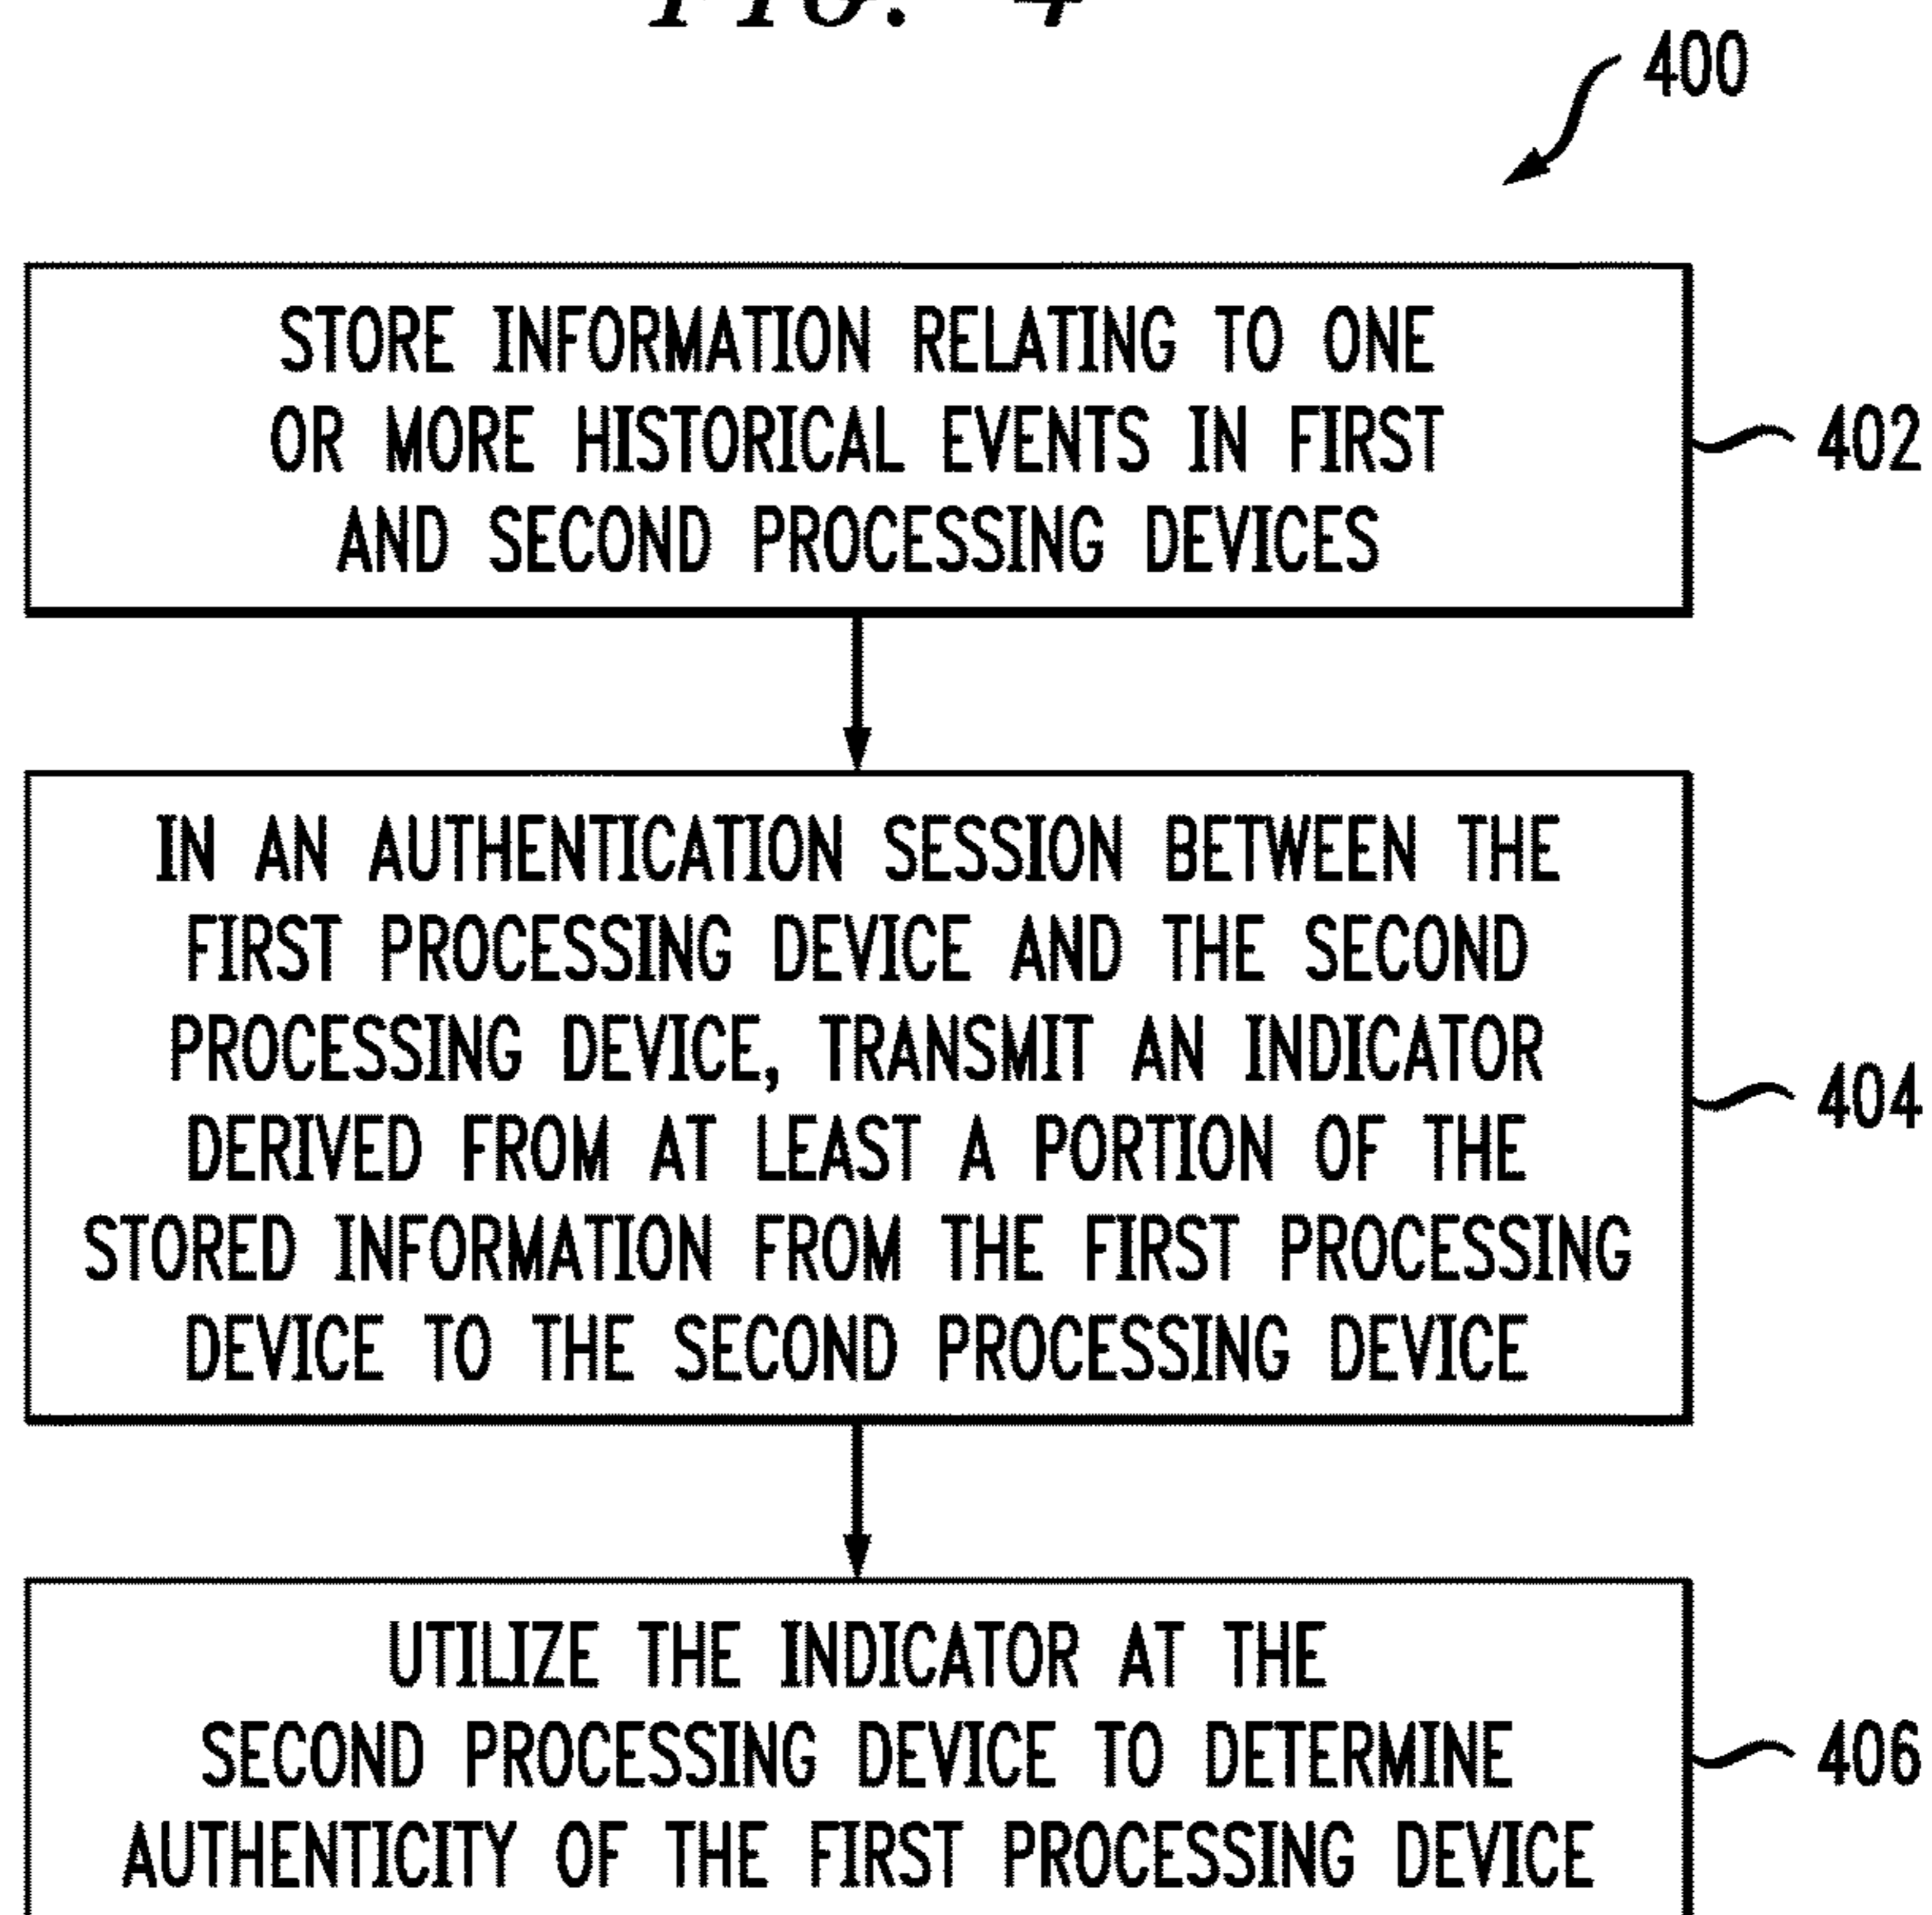 FIG. 4
400
STORE INFORMATION RELATING TO ONE
OR MORE HISTORICAL EVENTS IN FIRST
AND SECOND PROCESSING DEVICES
402
IN AN AUTHENTICATION SESSION BETWEEN THE
FIRST PROCESSING DEVICE AND THE SECOND
PROCESSING DEVICE, TRANSMIT AN INDICATOR
DERIVED FROM AT LEAST A PORTION OF THE
STORED INFORMATION FROM THE FIRST PROCESSING
DEVICE TO THE SECOND PROCESSING DEVICE
404
UTILIZE THE INDICATOR AT THE
SECOND PROCESSING DEVICE TO DETERMINE
AUTHENTICITY OF THE FIRST PROCESSING DEVICE
406